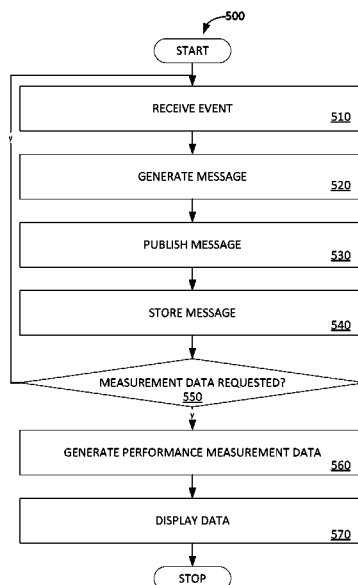 500
START
y
RECEIVE EVENT
510
GENERATE MESSAGE
520
PUBLISH MESSAGE
530
STORE MESSAGE
540
MEASUREMENT DATA REQUESTED?
550
y
GENERATE PERFORMANCE MEASUREMENT DATA
560
DISPLAY DATA
570
STOP